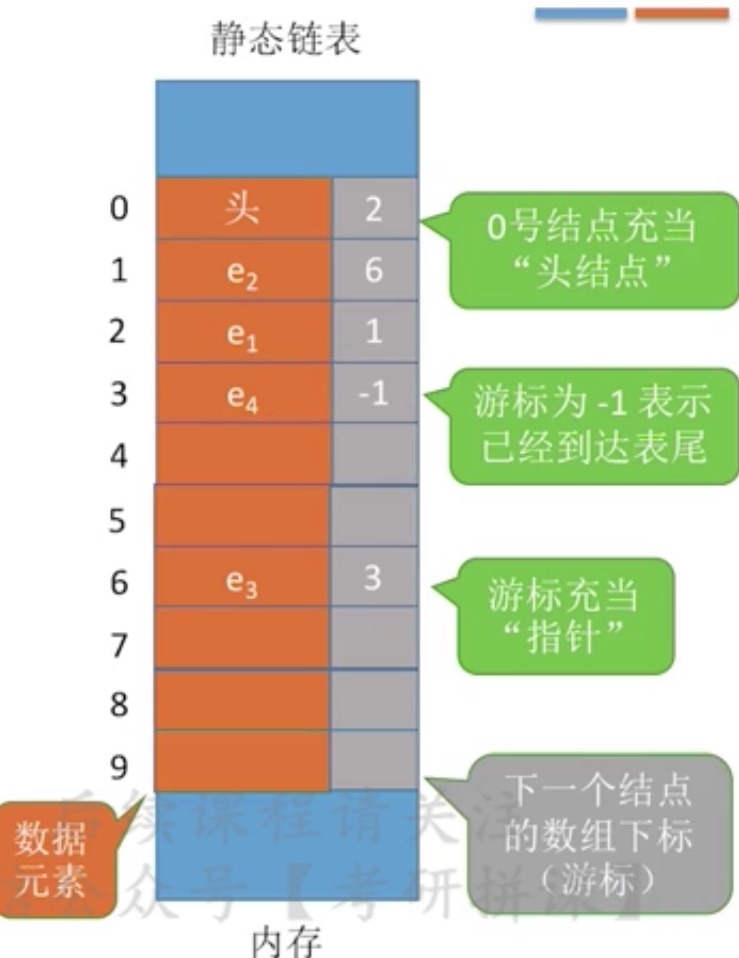 静态链表
0 头 2
0号结点充当
“头结点”
1 e₂ 6
2 e₁ 1
3 e₄ -1
游标为 -1 表示
已经到达表尾
4
5
6 e₃ 3
游标充当
“指针”
7
8
9
下一个结点
的数组下标
（游标）
数据
元素
后续课程请关注
公众号【考研拼课】
内存